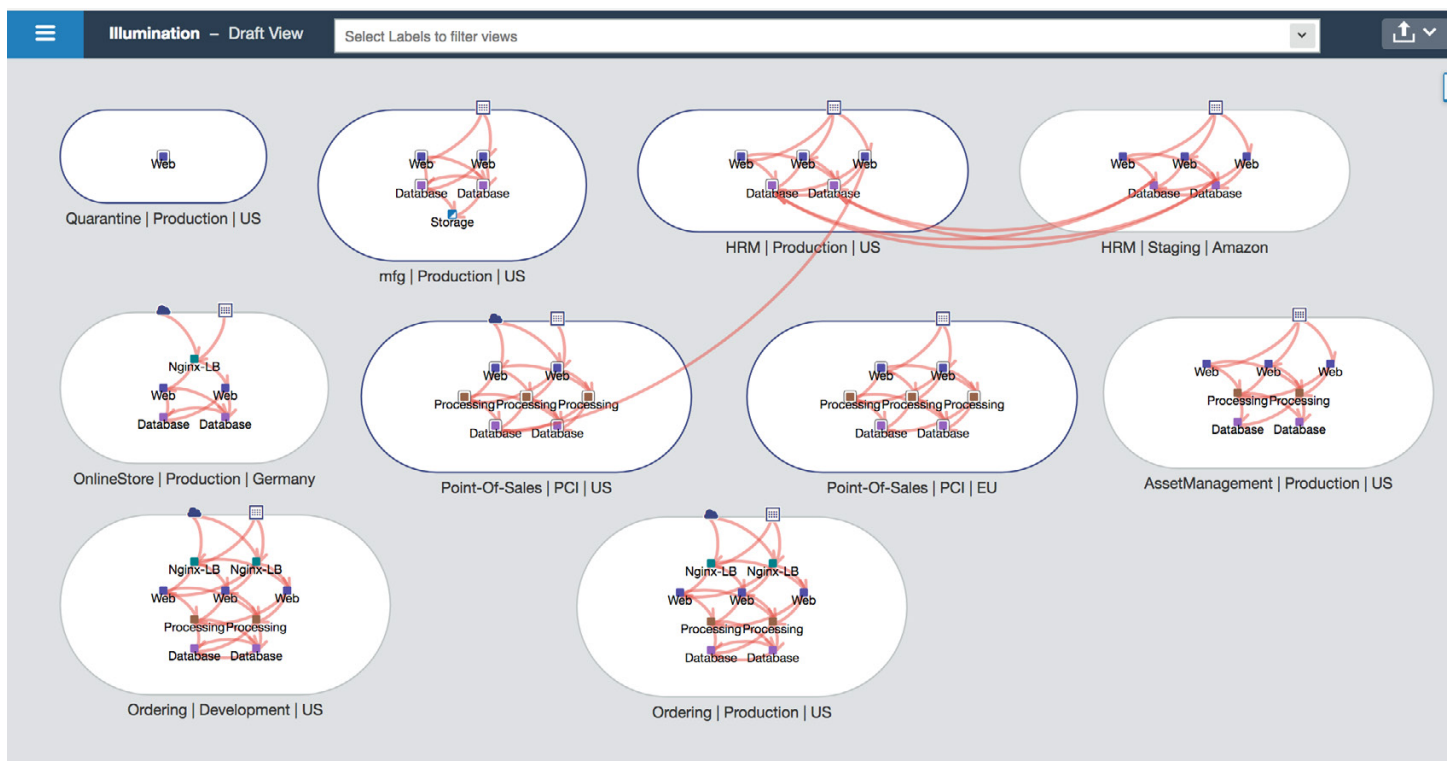 Illumination – Draft View
Select Labels to filter views
Web
Quarantine | Production | US
Web Web
Database Database
Storage
mfg | Production | US
Web Web Web
Database Database
HRM | Production | US
Web Web Web
Database Database
HRM | Staging | Amazon
Nginx-LB
Web Web
Database Database
OnlineStore | Production | Germany
Web Web
Processing Processing Processing
Database Database
Point-Of-Sales | PCI | US
Web Web
Processing Processing Processing
Database Database
Point-Of-Sales | PCI | EU
Web Web Web
Processing Processing
Database Database
AssetManagement | Production | US
Nginx-LB Nginx-LB
Web Web Web
Processing Processing
Database Database
Ordering | Development | US
Nginx-LB Nginx-LB
Web Web Web
Processing Processing
Database Database
Ordering | Production | US